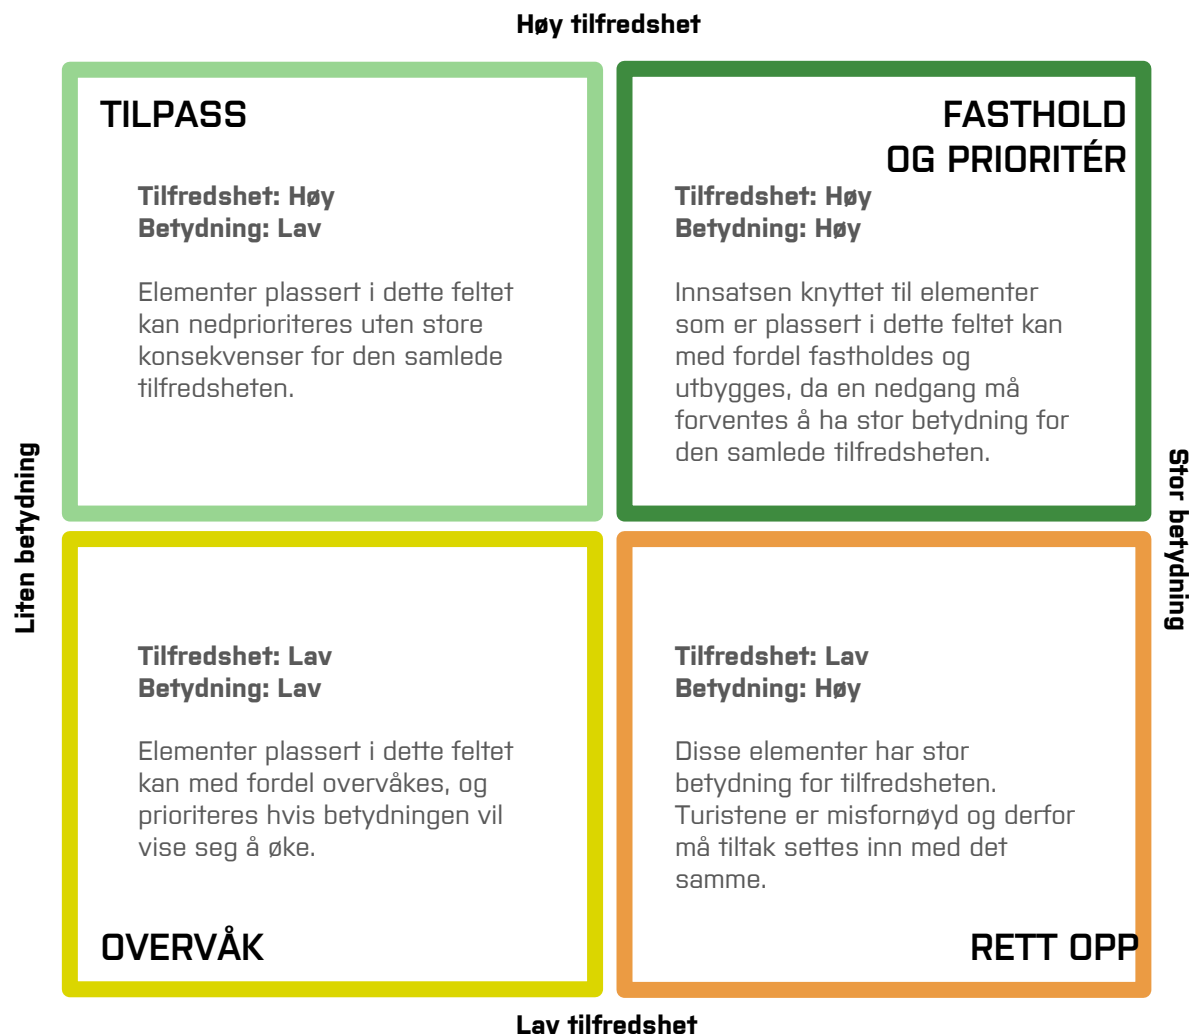 Høy tilfredshet
TILPASS
Tilfredshet: Høy
Betydning: Lav
Elementer plassert i dette feltet
kan nedprioriteres uten store
konsekvenser for den samlede
tilfredsheten.
FASTHOLD
OG PRIORITÉR
Tilfredshet: Høy
Betydning: Høy
Innsatsen knyttet til elementer
som er plassert i dette feltet kan
med fordel fastholdes og
utbygges, da en nedgang må
forventes å ha stor betydning for
den samlede tilfredsheten.
Liten betydning
Stor betydning
Tilfredshet: Lav
Betydning: Lav
Elementer plassert i dette feltet
kan med fordel overvåkes, og
prioriteres hvis betydningen vil
vise seg å øke.
OVERVÅK
Tilfredshet: Lav
Betydning: Høy
Disse elementer har stor
betydning for tilfredsheten.
Turistene er misfornøyd og derfor
må tiltak settes inn med det
samme.
RETT OPP
Lav tilfredshet